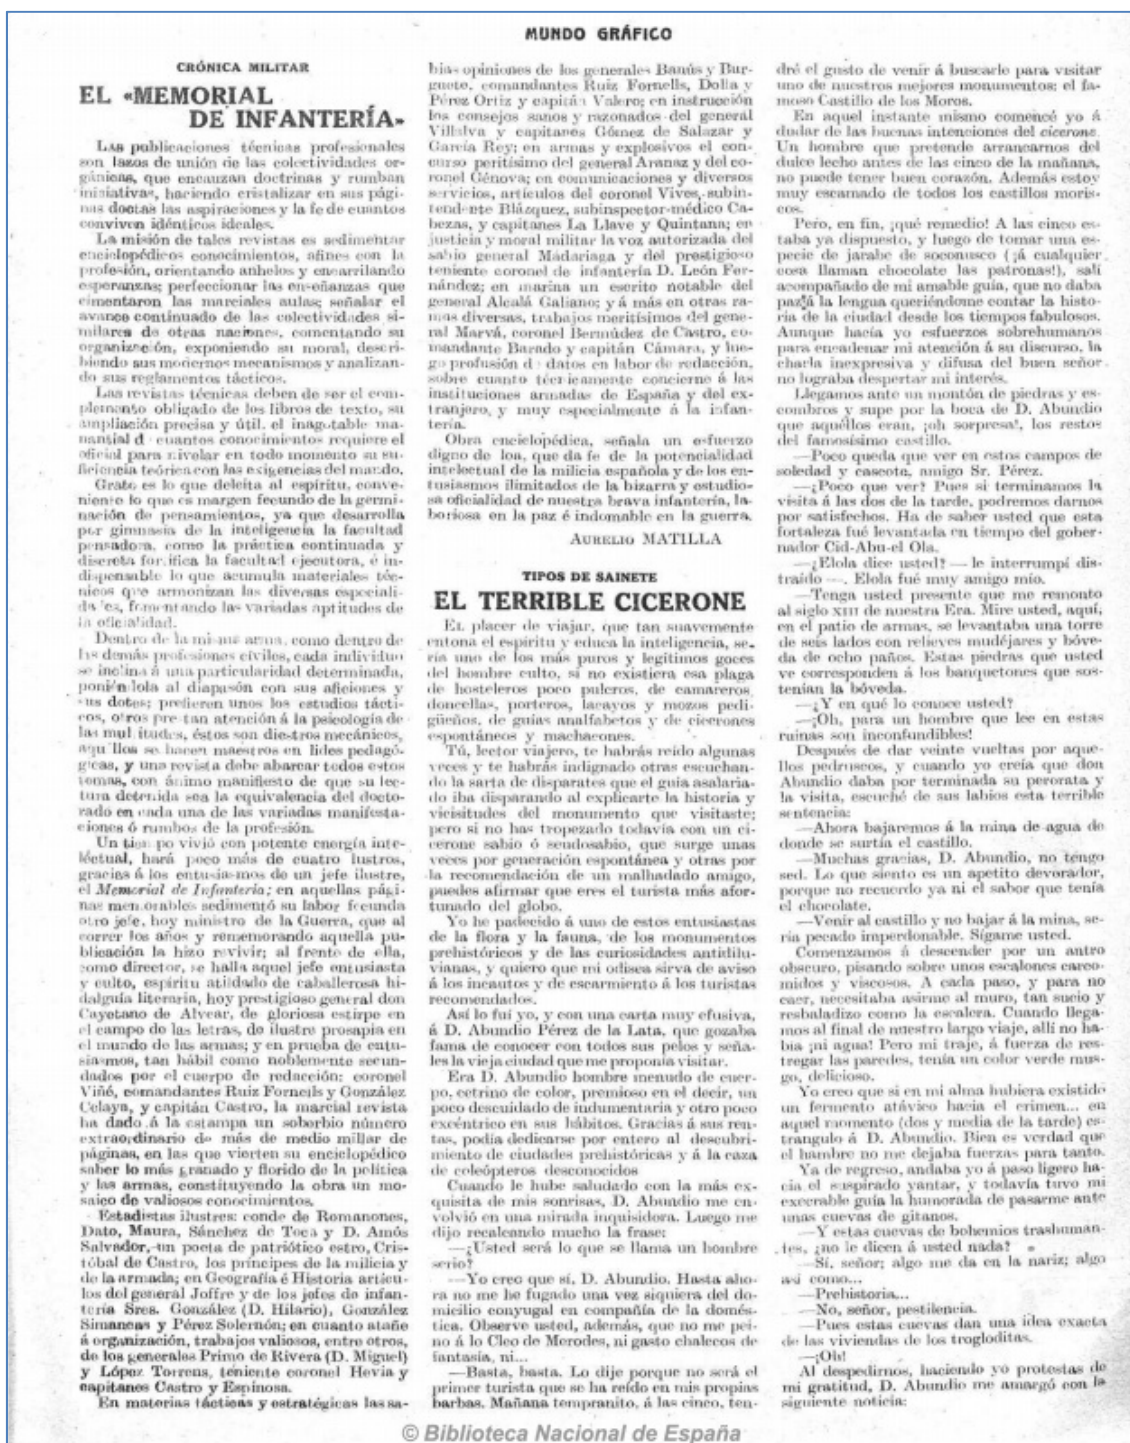 MUNDO GRÁFICO
CRÓNICA MILITAR
EL «MEMORIAL
DE INFANTERÍA»
Las publicaciones técnicas profesionales
son lazos de unión de las colectividades or-
gánicas, que encauzan doctrinas y rumban
iniciativas, haciendo cristalizar en sus pági-
nas doctas las aspiraciones y la fe de cuantos
conviven idénticos ideales.
La misión de tales revistas es sedimentar
enciclopédicos conocimientos, afines con la
profesión, orientando anhelos y encarrilando
esperanzas; perfeccionar las enseñanzas que
cimentaron las marciales aulas; señalar el
avance continuado de las colectividades si-
milares de otras naciones, comentando su
organización, exponiendo su moral, descri-
biendo sus modernos mecanismos y analizan-
do sus reglamentos tácticos.
Las revistas técnicas deben de ser el com-
plemento obligado de los libros de texto, su
ampliación precisa y útil, el inagotable ma-
nantial d cuantos conocimientos requiere el
oficial para nivelar en todo momento su su-
ficiencia teórica con las exigencias del mando.
Grato es lo que deleita al espíritu, conve-
niente lo que es margen fecundo de la germi-
nación de pensamientos, ya que desarrolla
por gimnasia de la inteligencia la facultad
pensadora, como la práctica continuada y
discreta fortifica la facultad ejecutora, é in-
dispensable lo que acumula materiales téc-
nicos que armonizan las diversas especiali-
da es, fomentando las variadas aptitudes de
la oficialidad.
Dentro de la misma arma, como dentro de
las demás profesiones civiles, cada individuo
se inclina á una particularidad determinada,
poniéndola al diapasón con sus aficiones y
sus dotes; prefieren unos los estudios tácti-
cos, otros pre tan atención á la psicología de
las multitudes, éstos son diestros mecánicos,
aquéllos se hacen maestros en lides pedagó-
gicas, y una revista debe abarcar todos estos
temas, con ánimo manifiesto de que su lec-
tura detenida sea la equivalencia del docto-
rado en cada una de las variadas manifesta-
ciones ó rumbos de la profesión.
Un tiempo vivió con potente energía inte-
léctual, hará poco más de cuatro lustros,
gracias á los entusiasmos de un jefe ilustre,
el Memorial de Infantería; en aquellas pági-
nas memorables sedimentó su labor fecunda
otro jefe, hoy ministro de la Guerra, que al
correr los años y rememorando aquella pu-
blicación la hizo revivir; al frente de ella,
como director, se halla aquel jefe entusiasta
y culto, espíritu atildado de caballerosa hi-
dalguía literaria, hoy prestigioso general don
Cayetano de Alvear, de gloriosa estirpe en
el campo de las letras, de ilustre prosapia en
el mundo de las armas; y en prueba de entu-
siasmos, tan hábil como noblemente secun-
dados por el cuerpo de redacción: coronel
Viñé, comandantes Ruiz Fornells y González
Celaya, y capitán Castro, la marcial revista
ha dado á la estampa un soberbio número
extraordinario de más de medio millar de
páginas, en las que vierten su enciclopédico
saber lo más granado y florido de la política
y las armas, constituyendo la obra un mo-
saico de valiosos conocimientos.
Estadistas ilustres: conde de Romanones,
Dato, Maura, Sánchez de Toca y D. Amós
Salvador, un poeta de patriótico estro, Cris-
tóbal de Castro, los príncipes de la milicia y
de la armada; en Geografía é Historia artícu-
los del general Joffre y de los jefes de infan-
tería Sres. González (D. Hilario), González
Simancas y Pérez Solernón; en cuanto atañe
á organización, trabajos valiosos, entre otros,
de los generales Primo de Rivera (D. Miguel)
y López Torrens, teniente coronel Hevia y
capitanes Castro y Espinosa.
En materias tácticas y estratégicas las sa-
bias opiniones de los generales Banús y Bur-
guete, comandantes Ruiz Fornells, Dolla y
Pérez Ortiz y capitán Valero; en instrucción
los consejos sanos y razonados del general
Villalva y capitanes Gómez de Salazar y
García Rey; en armas y explosivos el con-
curso peritísimo del general Aranaz y del co-
ronel Génova; en comunicaciones y diversos
servicios, artículos del coronel Vives, subin-
tendente Blázquez, subinspector médico Ca-
bezas, y capitanes La Llave y Quintana; en
justicia y moral militar la voz autorizada del
sabio general Madariaga y del prestigioso
teniente coronel de infantería D. León Fer-
nández; en marina un escrito notable del
general Alcalá Galiano; y á más en otras ra-
mas diversas, trabajos meritísimos del gene-
ral Marvá, coronel Bermúdez de Castro, co-
mandante Barado y capitán Cámara, y lue-
go profusión d datos en labor de redacción,
sobre cuanto técnicamente concierne á las
instituciones armadas de España y del ex-
tranjero, y muy especialmente á la infan-
tería.
Obra enciclopédica, señala un esfuerzo
digno de loa, que da fe de la potencialidad
intelectual de la milicia española y de los en-
tusiasmos ilimitados de la bizarra y estudio-
sa oficialidad de nuestra brava infantería, la-
boriosa en la paz é indomable en la guerra.
Aurelio MATILLA
TIPOS DE SAINETE
EL TERRIBLE CICERONE
El placer de viajar, que tan suavemente
entona el espíritu y educa la inteligencia, se-
ría uno de los más puros y legítimos goces
del hombre culto, si no existiera esa plaga
de hosteleros poco pulcros, de camareros,
doncellas, porteros, lacayos y mozos pedi-
güeños, de guías analfabetos y de cicerones
espontáneos y machacones.
Tú, lector viajero, te habrás reído algunas
veces y te habrás indignado otras escuchan-
do la sarta de disparates que el guía asalaria-
do iba disparando al explicarte la historia y
vicisitudes del monumento que visitaste;
pero si no has tropezado todavía con un ci-
cerone sabio ó seudosabio, que surge unas
veces por generación espontánea y otras por
la recomendación de un malhadado amigo,
puedes afirmar que eres el turista más afor-
tunado del globo.
Yo he padecido á uno de estos entusiastas
de la flora y la fauna, de los monumentos
prehistóricos y de las curiosidades antidilu-
vianas, y quiero que mi odisea sirva de aviso
á los incautos y de escarmiento á los turistas
recomendados.
Así lo fuí yo, y con una carta muy efusiva,
á D. Abundio Pérez de la Lata, que gozaba
fama de conocer con todos sus pelos y seña-
les la vieja ciudad que me proponía visitar.
Era D. Abundio hombre menudo de cuer-
po, cetrino de color, premioso en el decir, un
poco descuidado de indumentaria y otro poco
excéntrico en sus hábitos. Gracias á sus ren-
tas, podía dedicarse por entero al descubri-
miento de ciudades prehistóricas y á la caza
de coleópteros desconocidos
Cuando le hube saludado con la más ex-
quisita de mis sonrisas, D. Abundio me en-
volvió en una mirada inquisidora. Luego me
dijo recalcando mucho la frase:
—¿Usted será lo que se llama un hombre
serio?
—Yo creo que sí, D. Abundio. Hasta aho-
ra no me he fugado una vez siquiera del do-
micilio conyugal en compañía de la domés-
tica. Observe usted, además, que no me pei-
no á lo Cleo de Merodes, ni gasto chalecos de
fantasía, ni...
—Basta, basta. Lo dije porque no será el
primer turista que se ha reído en mis propias
barbas. Mañana tempranito, á las cinco, ten-
dré el gusto de venir á buscarle para visitar
uno de nuestros mejores monumentos: el fa-
moso Castillo de los Moros.
En aquel instante mismo comencé yo á
dudar de las buenas intenciones del cicerone.
Un hombre que pretende arrancarnos del
dulce lecho antes de las cinco de la mañana,
no puede tener buen corazón. Además estoy
muy escamado de todos los castillos moris-
cos.
Pero, en fin, ¡qué remedio! A las cinco es-
taba ya dispuesto, y luego de tomar una es-
pecie de jarabe de soconusco (¡á cualquier
cosa llaman chocolate las patronas!), salí
acompañado de mi amable guía, que no daba
paz á la lengua queriéndome contar la histo-
ria de la ciudad desde los tiempos fabulosos.
Aunque hacía yo esfuerzos sobrehumanos
para encadenar mi atención á su discurso, la
charla inexpresiva y difusa del buen señor
no lograba despertar mi interés.
Llegamos ante un montón de piedras y es-
combros y supe por la boca de D. Abundio
que aquéllos eran, ¡oh sorpresa!, los restos
del famosísimo castillo.
—Poco queda que ver en estos campos de
soledad y cascote, amigo Sr. Pérez.
—¿Poco que ver? Pues si terminamos la
visita á las dos de la tarde, podremos darnos
por satisfechos. Ha de saber usted que esta
fortaleza fué levantada en tiempo del gober-
nador Cid-Abu-el Ola.
—¿Elola dice usted? — le interrumpí dis-
traído —. Elola fué muy amigo mío.
—Tenga usted presente que me remonto
al siglo XIII de nuestra Era. Mire usted, aquí,
en el patio de armas, se levantaba una torre
de seis lados con relieves mudéjares y bóve-
da de ocho paños. Estas piedras que usted
ve corresponden á los banquetones que sos-
tenían la bóveda.
—¿Y en qué lo conoce usted?
—¡Oh, para un hombre que lee en estas
ruinas son inconfundibles!
Después de dar veinte vueltas por aque-
llos pedruscos, y cuando yo creía que don
Abundio daba por terminada su perorata y
la visita, escuché de sus labios esta terrible
sentencia:
—Ahora bajaremos á la mina de agua de
donde se surtía el castillo.
—Muchas gracias, D. Abundio, no tengo
sed. Lo que siento es un apetito devorador,
porque no recuerdo ya ni el sabor que tenía
el chocolate.
—Venir al castillo y no bajar á la mina, se-
ría pecado imperdonable. Sígame usted.
Comenzamos á descender por un antro
obscuro, pisando sobre unos escalones carco-
midos y viscosos. A cada paso, y para no
caer, necesitaba asirme al muro, tan sucio y
resbaladizo como la escalera. Cuando llega-
mos al final de nuestro largo viaje, allí no ha-
bía ¡ni agua! Pero mi traje, á fuerza de res-
tregar las paredes, tenía un color verde mus-
go, delicioso.
Yo creo que si en mi alma hubiera existido
un fermento atávico hacia el crimen... en
aquel momento (dos y media de la tarde) es-
trangulo á D. Abundio. Bien es verdad que
el hambre no me dejaba fuerzas para tanto.
Ya de regreso, andaba yo á paso ligero ha-
cia el suspirado yantar, y todavía tuvo mi
execrable guía la humorada de pasarme ante
unas cuevas de gitanos.
—Y estas cuevas de bohemios trashuman-
tes, ¿no le dicen á usted nada?
—Sí, señor; algo me da en la nariz; algo
así como...
—Prehistoria...
—No, señor, pestilencia.
—Pues estas cuevas dan una idea exacta
de las viviendas de los trogloditas.
—¡Oh!
Al despedirnos, haciendo yo protestas de
mi gratitud, D. Abundio me amargó con la
siguiente noticia:
© Biblioteca Nacional de España